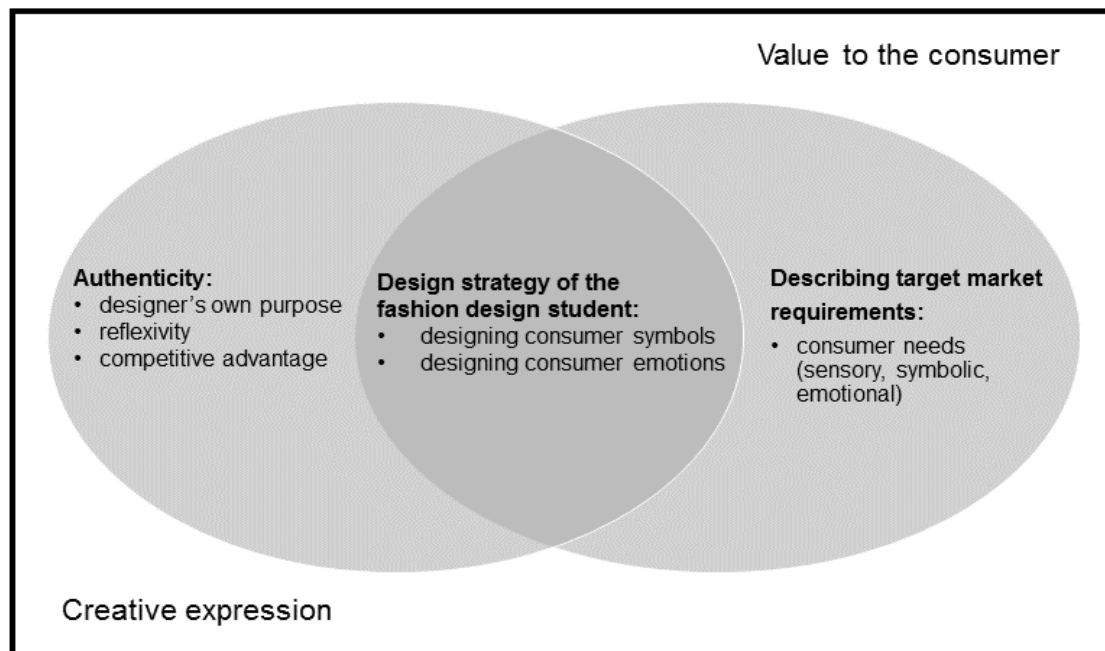 Value to the consumer
Authenticity:
• designer's own purpose
• reflexivity
• competitive advantage
Design strategy of the
fashion design student:
• designing consumer symbols
• designing consumer emotions
Describing target market
requirements:
• consumer needs
(sensory, symbolic,
emotional)
Creative expression